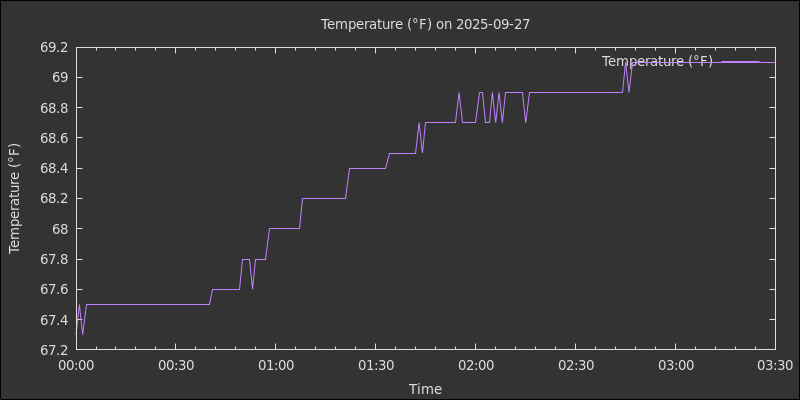 Temperature (°F) on 2025-09-27
69.2
69
68.8
68.6
68.4
68.2
68
67.8
67.6
67.4
67.2
Temperature (°F)
Temperature (°F)
00:00 00:30 01:00 01:30 02:00 02:30 03:00 03:30
Time